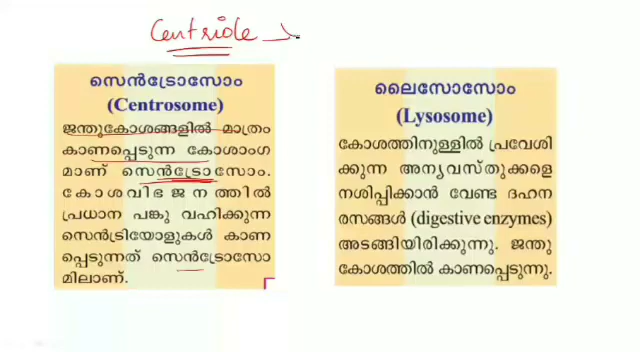 Centriole →
സെൻട്രോസോം
(Centrosome)
ജന്തുകോശങ്ങളിൽ മാത്രം
കാണപ്പെടുന്ന കോശാംഗ
മാണ് സെൻട്രോസോം.
കോശവിഭജനത്തിൽ
പ്രധാന പങ്കു വഹിക്കുന്ന
സെൻട്രിയോളുകൾ കാണ
പ്പെടുന്നത് സെൻട്രോസോ
മിലാണ്.
ലൈസോസോം
(Lysosome)
കോശത്തിനുള്ളിൽ പ്രവേശി
ക്കുന്ന അന്യവസ്തുക്കളെ
നശിപ്പിക്കാൻ വേണ്ട ദഹന
രസങ്ങൾ (digestive enzymes)
അടങ്ങിയിരിക്കുന്നു. ജന്തു
കോശത്തിൽ കാണപ്പെടുന്നു.